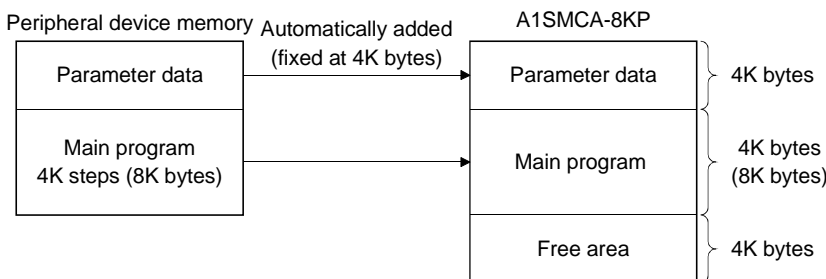 Peripheral device memory
Automatically added
(fixed at 4K bytes)
A1SMCA-8KP
Parameter data
Parameter data
4K bytes
Main program
4K steps (8K bytes)
Main program
4K bytes
(8K bytes)
Free area
4K bytes